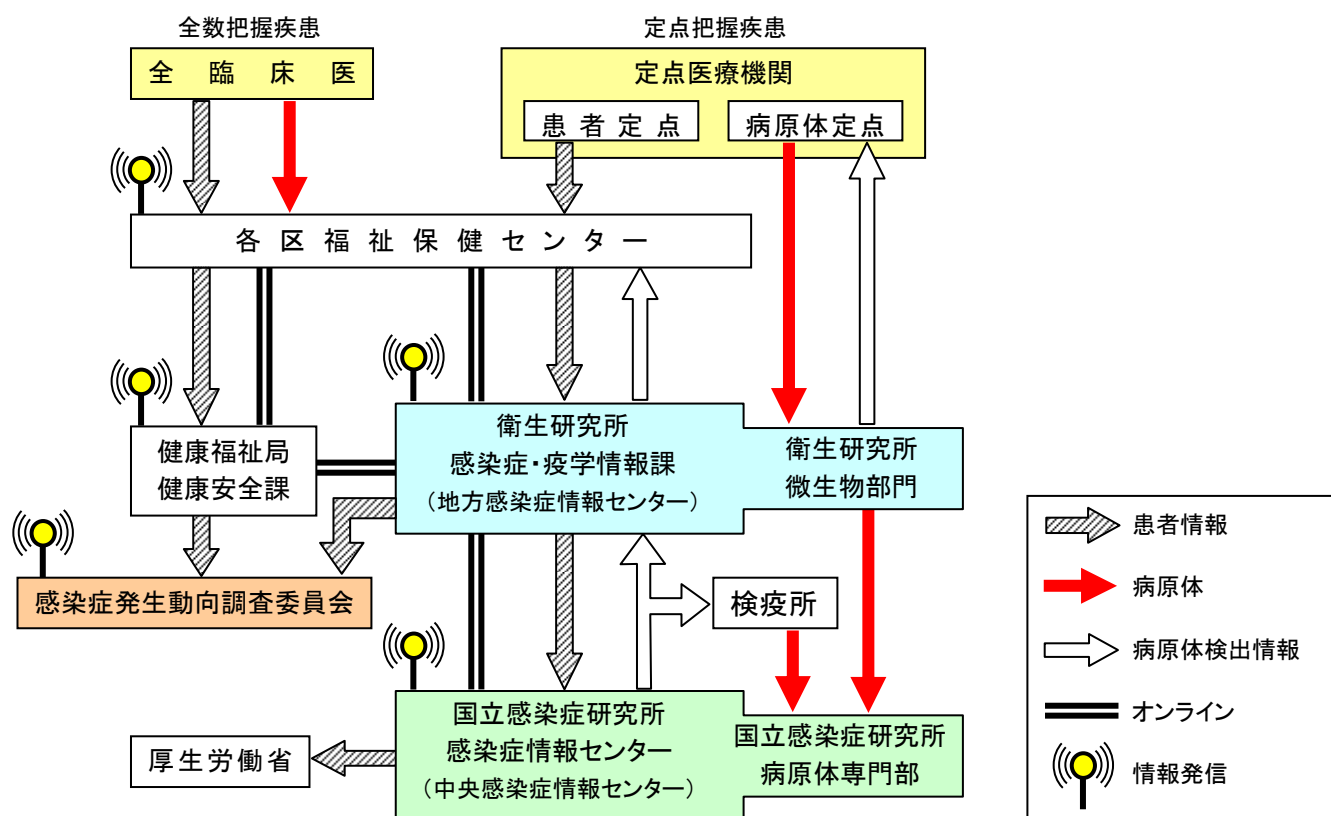 全数把握疾患
定点把握疾患
全臨床医
定点医療機関
患者定点
病原体定点
各区福祉保健センター
健康福祉局
健康安全課
衛生研究所
感染症・疫学情報課
（地方感染症情報センター）
衛生研究所
微生物部門
感染症発生動向調査委員会
検疫所
厚生労働省
国立感染症研究所
感染症情報センター
（中央感染症情報センター）
国立感染症研究所
病原体専門部
患者情報
病原体
病原体検出情報
オンライン
情報発信